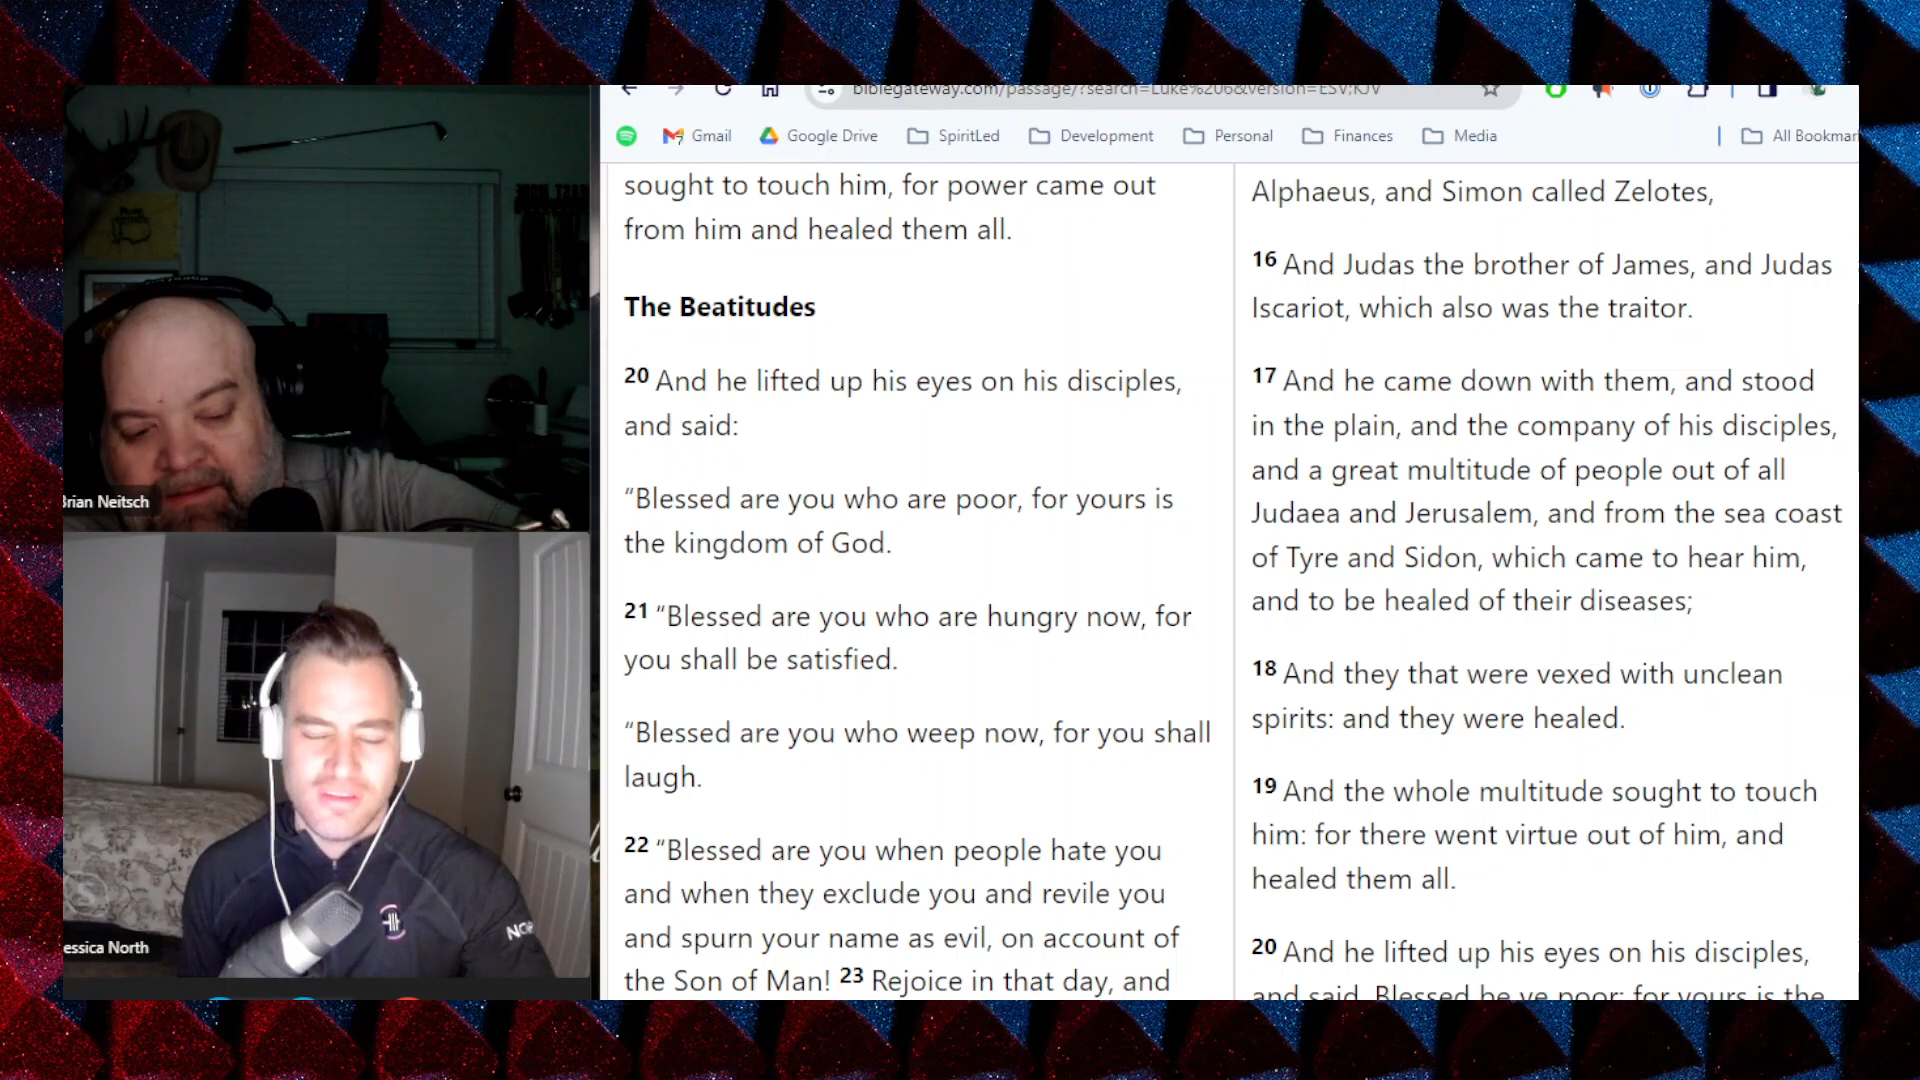 biblegateway.com/passage/?search=Luke%206&version=ESV;KJV
Gmail
Google Drive
SpiritLed
Development
Personal
Finances
Media
All Bookmar
Brian Neitsch
essica North
sought to touch him, for power came out
from him and healed them all.
The Beatitudes
20 And he lifted up his eyes on his disciples,
and said:
“Blessed are you who are poor, for yours is
the kingdom of God.
21 “Blessed are you who are hungry now, for
you shall be satisfied.
“Blessed are you who weep now, for you shall
laugh.
22 “Blessed are you when people hate you
and when they exclude you and revile you
and spurn your name as evil, on account of
the Son of Man! 23 Rejoice in that day, and
Alphaeus, and Simon called Zelotes,
16 And Judas the brother of James, and Judas
Iscariot, which also was the traitor.
17 And he came down with them, and stood
in the plain, and the company of his disciples,
and a great multitude of people out of all
Judaea and Jerusalem, and from the sea coast
of Tyre and Sidon, which came to hear him,
and to be healed of their diseases;
18 And they that were vexed with unclean
spirits: and they were healed.
19 And the whole multitude sought to touch
him: for there went virtue out of him, and
healed them all.
20 And he lifted up his eyes on his disciples,
and said, Blessed be ye poor: for yours is the